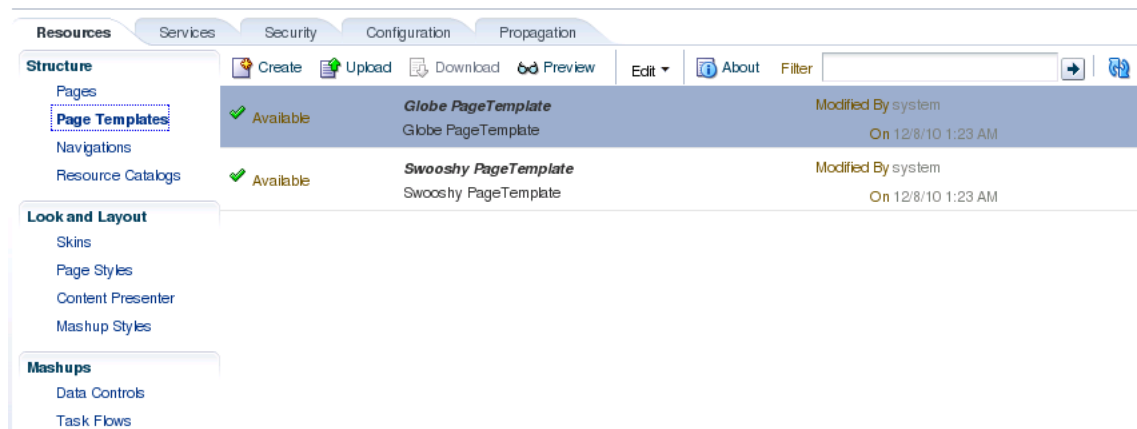 Resources Services Security Configuration Propagation
Structure
Pages
Page Templates
Navigations
Resource Catalogs
Look and Layout
Skins
Page Styles
Content Presenter
Mashup Styles
Mashups
Data Controls
Task Flows
Create Upload Download Preview Edit About Filter
Available Globe PageTemplate Modified By system
Globe PageTemplate On 12/8/10 1:23 AM
Available Swooshy PageTemplate Modified By system
Swooshy PageTemplate On 12/8/10 1:23 AM